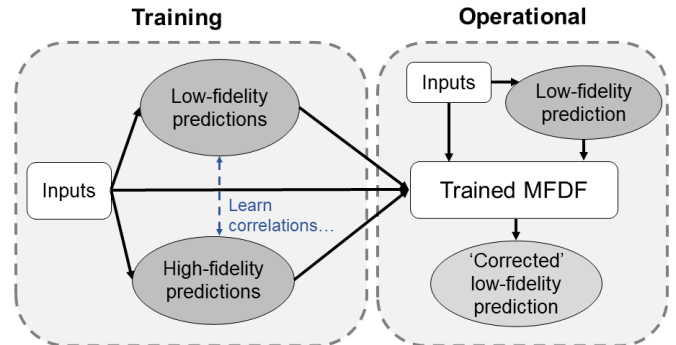 Training
Operational
Inputs
Low-fidelity
predictions
Learn
correlations…
High-fidelity
predictions
Inputs
Low-fidelity
prediction
Trained MFDF
‘Corrected’
low-fidelity
prediction